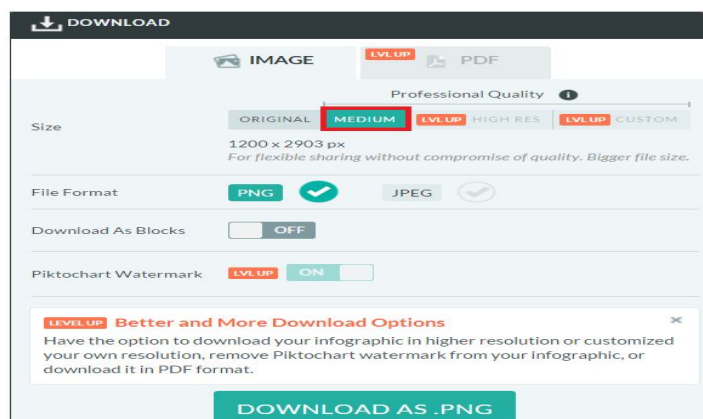 DOWNLOAD
IMAGE LVL UP PDF
Professional Quality i
Size ORIGINAL MEDIUM LVL UP HIGH RES LVL UP CUSTOM
1200 x 2903 px
For flexible sharing without compromise of quality. Bigger file size.
File Format PNG JPEG
Download As Blocks OFF
Piktochart Watermark LVL UP ON
LEVEL UP Better and More Download Options ×
Have the option to download your infographic in higher resolution or customized
your own resolution, remove Piktochart watermark from your infographic, or
download it in PDF format.
DOWNLOAD AS .PNG